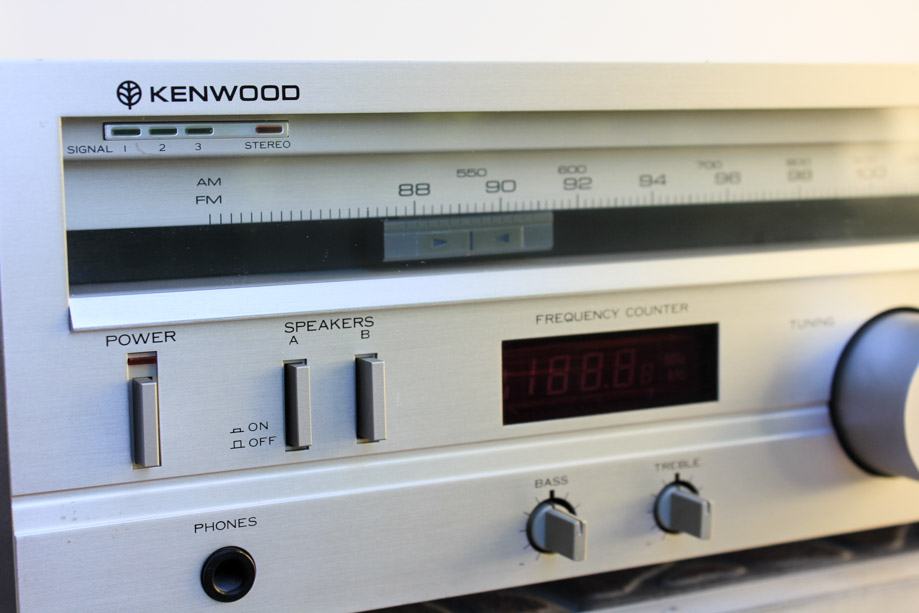 KENWOOD
SIGNAL 1 2 3 STEREO
550 600 700
AM
88 90 92 94 96 98 100
FM
POWER
SPEAKERS
A B
ON
OFF
FREQUENCY COUNTER
188.8
TUNING
BASS
TREBLE
PHONES